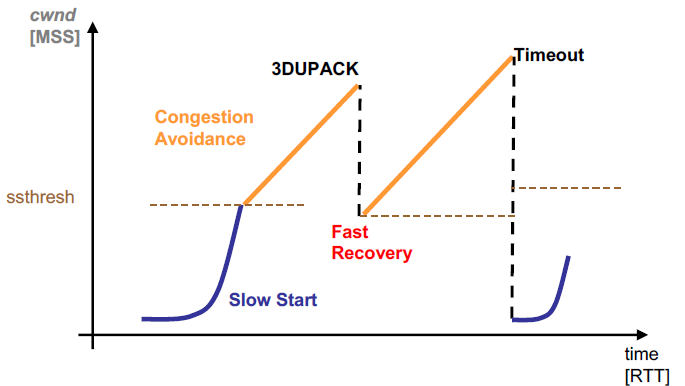 cwnd
[MSS]
3DUPACK
Timeout
Congestion
Avoidance
ssthresh
Fast
Recovery
Slow Start
time
[RTT]